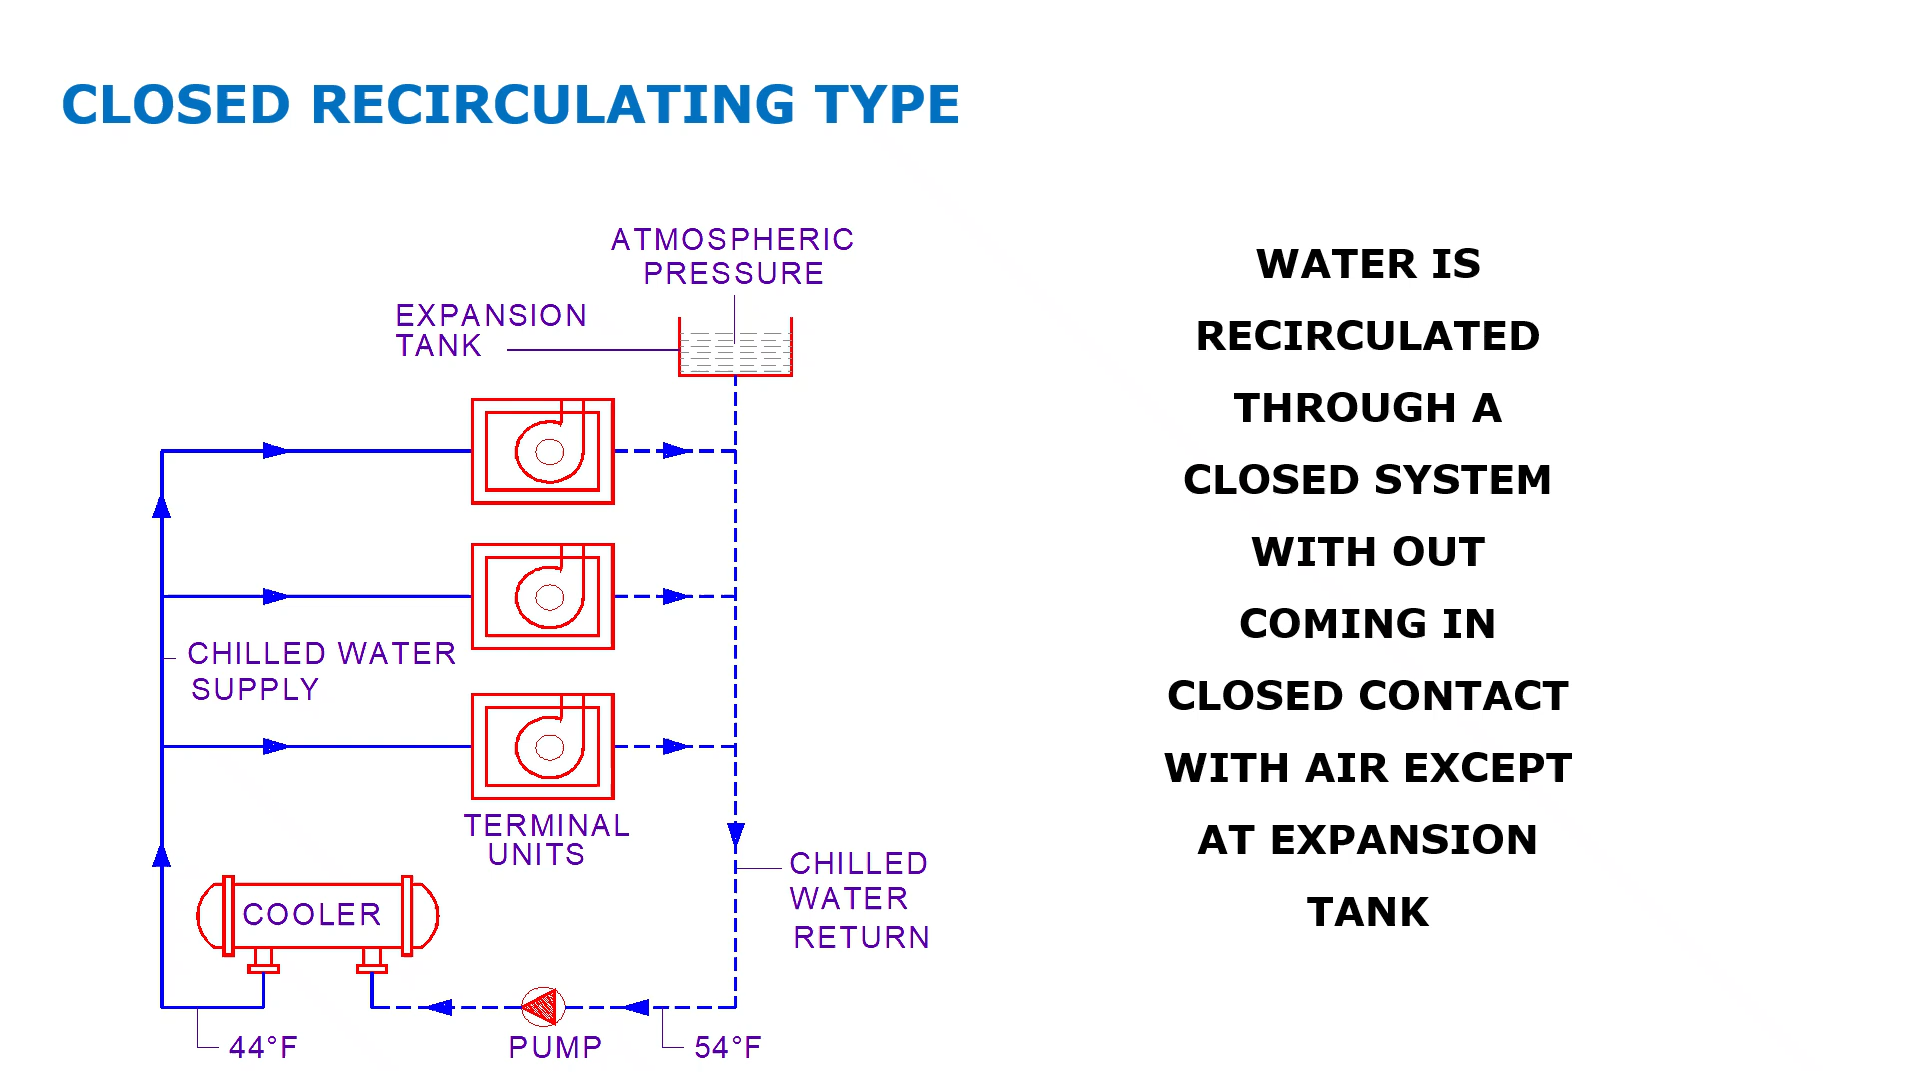 CLOSED RECIRCULATING TYPE
ATMOSPHERIC
PRESSURE
EXPANSION
TANK
CHILLED WATER
SUPPLY
TERMINAL
UNITS
COOLER
CHILLED
WATER
RETURN
44°F
PUMP
54°F
WATER IS
RECIRCULATED
THROUGH A
CLOSED SYSTEM
WITH OUT
COMING IN
CLOSED CONTACT
WITH AIR EXCEPT
AT EXPANSION
TANK